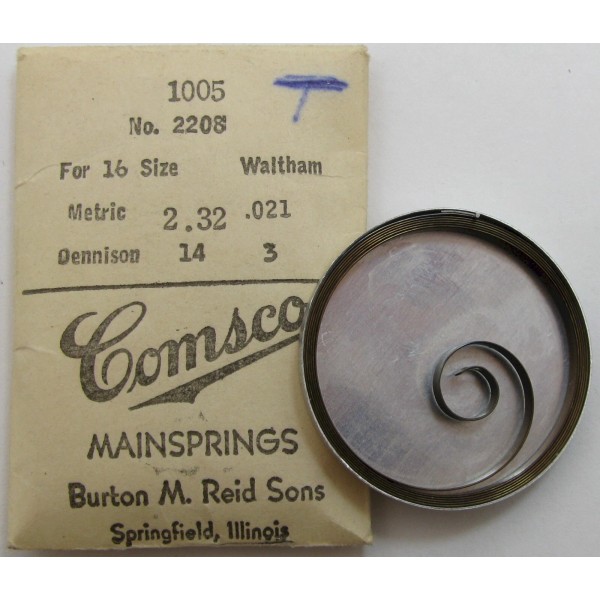 1005
T
No. 2208
For 16 Size Waltham
Metric 2.32 .021
Dennison 14 3
Comsco
MAINSPRINGS
Burton M. Reid Sons
Springfield, Illinois